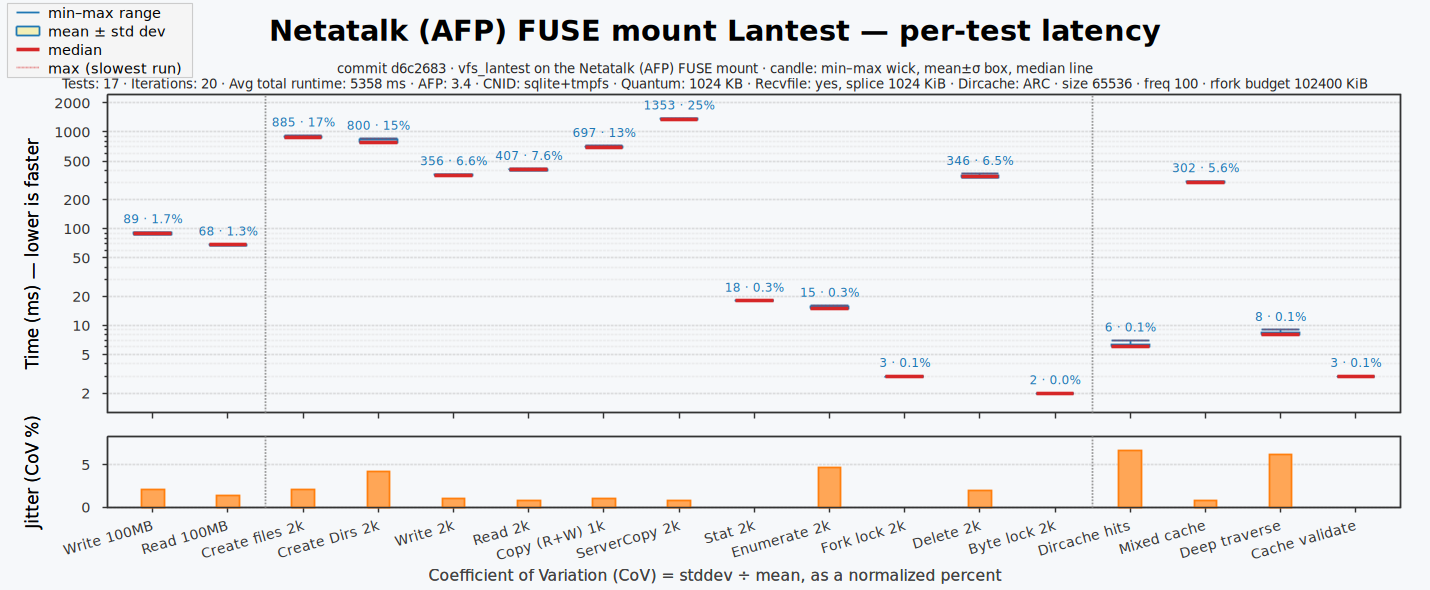 min–max range
mean ± std dev
median
max (slowest run)
Netatalk (AFP) FUSE mount Lantest — per-test latency
commit d6c2683 · vfs_lantest on the Netatalk (AFP) FUSE mount · candle: min–max wick, mean±σ box, median line
Tests: 17 · Iterations: 20 · Avg total runtime: 5358 ms · AFP: 3.4 · CNID: sqlite+tmpfs · Quantum: 1024 KB · Recvfile: yes, splice 1024 KiB · Dircache: ARC · size 65536 · freq 100 · rfork budget 102400 KiB
Time (ms) — lower is faster
2000
1000
500
200
100
50
20
10
5
2
89 · 1.7%
68 · 1.3%
885 · 17%
800 · 15%
356 · 6.6%
407 · 7.6%
697 · 13%
1353 · 25%
18 · 0.3%
15 · 0.3%
3 · 0.1%
346 · 6.5%
2 · 0.0%
6 · 0.1%
302 · 5.6%
8 · 0.1%
3 · 0.1%
Jitter (CoV %)
5
0
Write 100MB
Read 100MB
Create files 2k
Create Dirs 2k
Write 2k
Read 2k
Copy (R+W) 1k
ServerCopy 2k
Stat 2k
Enumerate 2k
Fork lock 2k
Delete 2k
Byte lock 2k
Dircache hits
Mixed cache
Deep traverse
Cache validate
Coefficient of Variation (CoV) = stddev ÷ mean, as a normalized percent